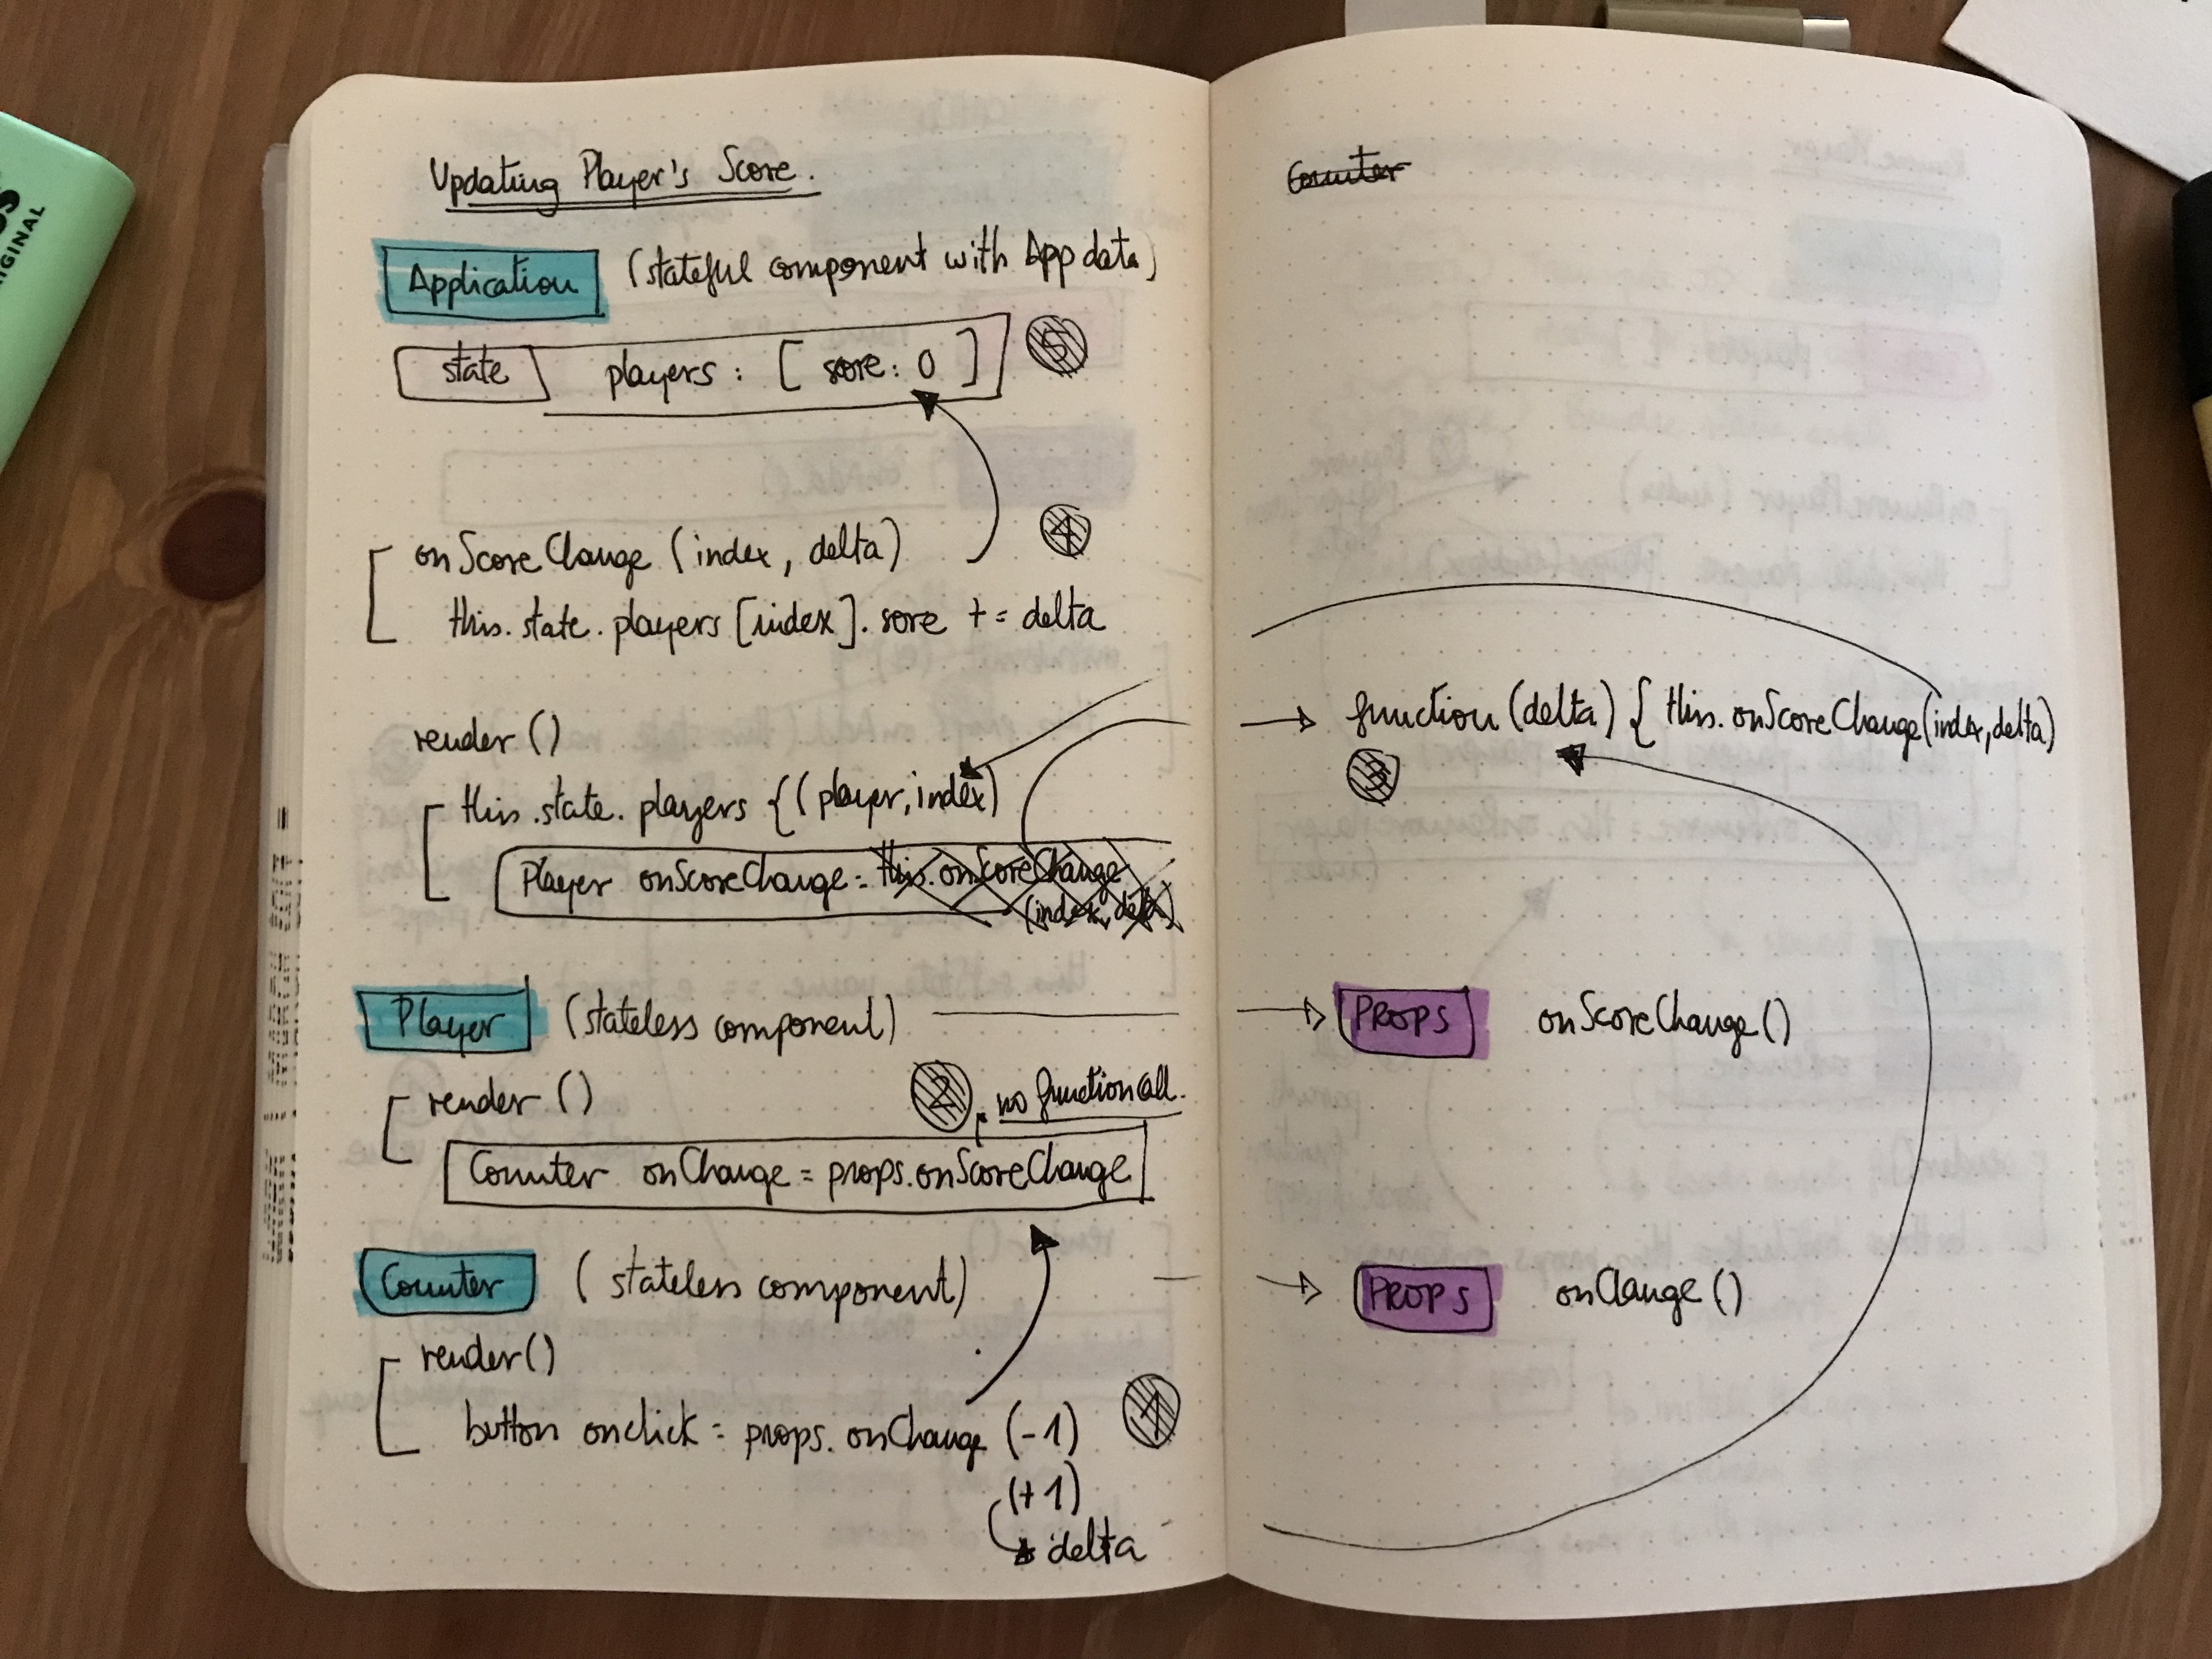 Updating Player's Score.
Application (stateful component with App data)
state players : [ score: 0 ] 5
4
onScoreChange (index, delta)
this.state.players [index]. sore += delta
render ()
this.state.players {(player, index)
Player onScoreChange = this.onScoreChange
(index, delta)
Player (stateless component)
render () 2 no function call.
Counter onChange = props.onScoreChange
Counter ( stateless component)
render()
button onclick = props. onChange (-1) 1
(+1)
delta
Counter
function (delta) { this. onScoreChange(index, delta)
3
PROPS onScoreChange ()
PROPS onChange ()
ORIGINAL